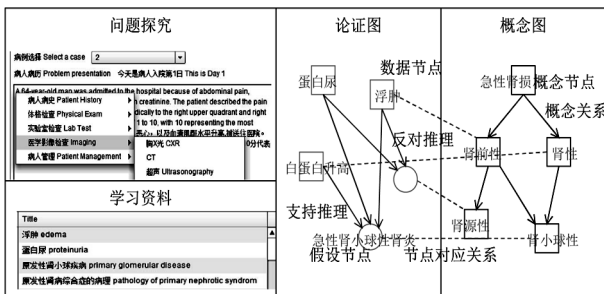 问题探究
病例选择 Select a case 2
病人病历 Problem presentation 今天是病人入院第1日 This is Day 1
A 64-year-old man was admitted to the hospital because of abdominal pain,
病人病史 Patient History
creatinine. The patient described the pain
体格检查 Physical Exam
dically to the right upper quadrant and right
实验室检查 Lab Test
1 to 10, with 10 representing the most
医学影像检查 Imaging
病人管理 Patient Management
0分代表
胸X光 CXR
CT
超声 Ultrasonography
学习资料
Title
浮肿 edema
蛋白尿 proteinuria
原发性肾小球疾病 primary glomerular disease
原发性肾病综合症的病理 pathology of primary nephrotic syndrom
论证图
蛋白尿
数据节点
浮肿
反对推理
白蛋白升高
支持推理
急性肾小球性肾炎
假设节点
节点对应关系
概念图
急性肾损
概念节点
概念关系
肾前性
肾性
肾源性
肾小球性